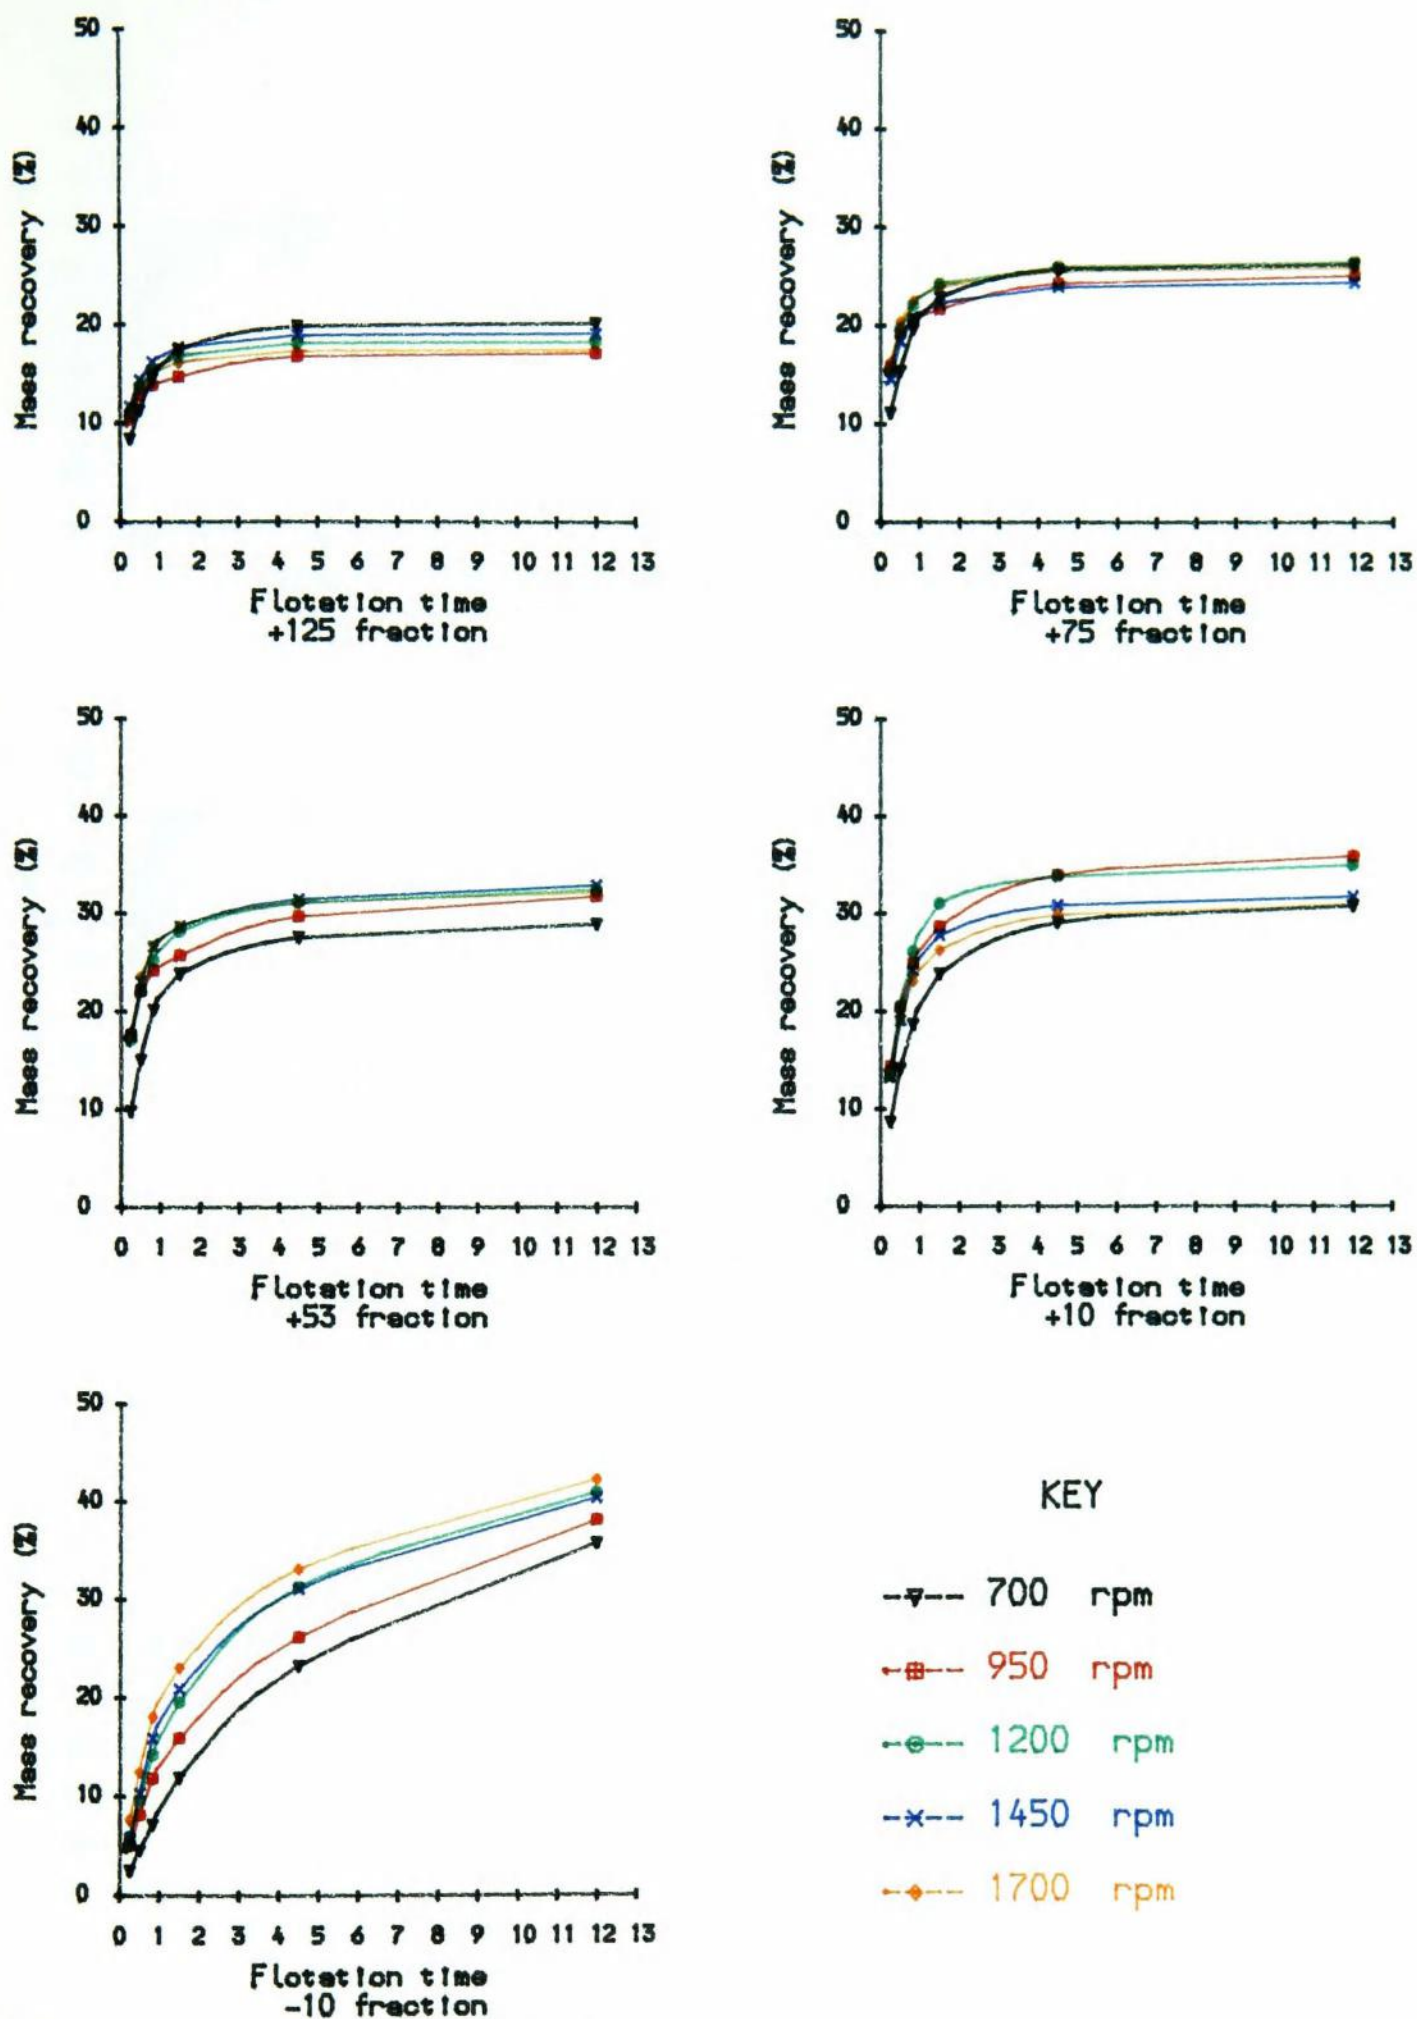 50
40
30
20
10
0
Mass recovery (%)
0 1 2 3 4 5 6 7 8 9 10 11 12 13
Flotation time
+125 fraction
50
40
30
20
10
0
Mass recovery (%)
0 1 2 3 4 5 6 7 8 9 10 11 12 13
Flotation time
+75 fraction
50
40
30
20
10
0
Mass recovery (%)
0 1 2 3 4 5 6 7 8 9 10 11 12 13
Flotation time
+53 fraction
50
40
30
20
10
0
Mass recovery (%)
0 1 2 3 4 5 6 7 8 9 10 11 12 13
Flotation time
+10 fraction
50
40
30
20
10
0
Mass recovery (%)
0 1 2 3 4 5 6 7 8 9 10 11 12 13
Flotation time
-10 fraction
KEY
700 rpm
950 rpm
1200 rpm
1450 rpm
1700 rpm